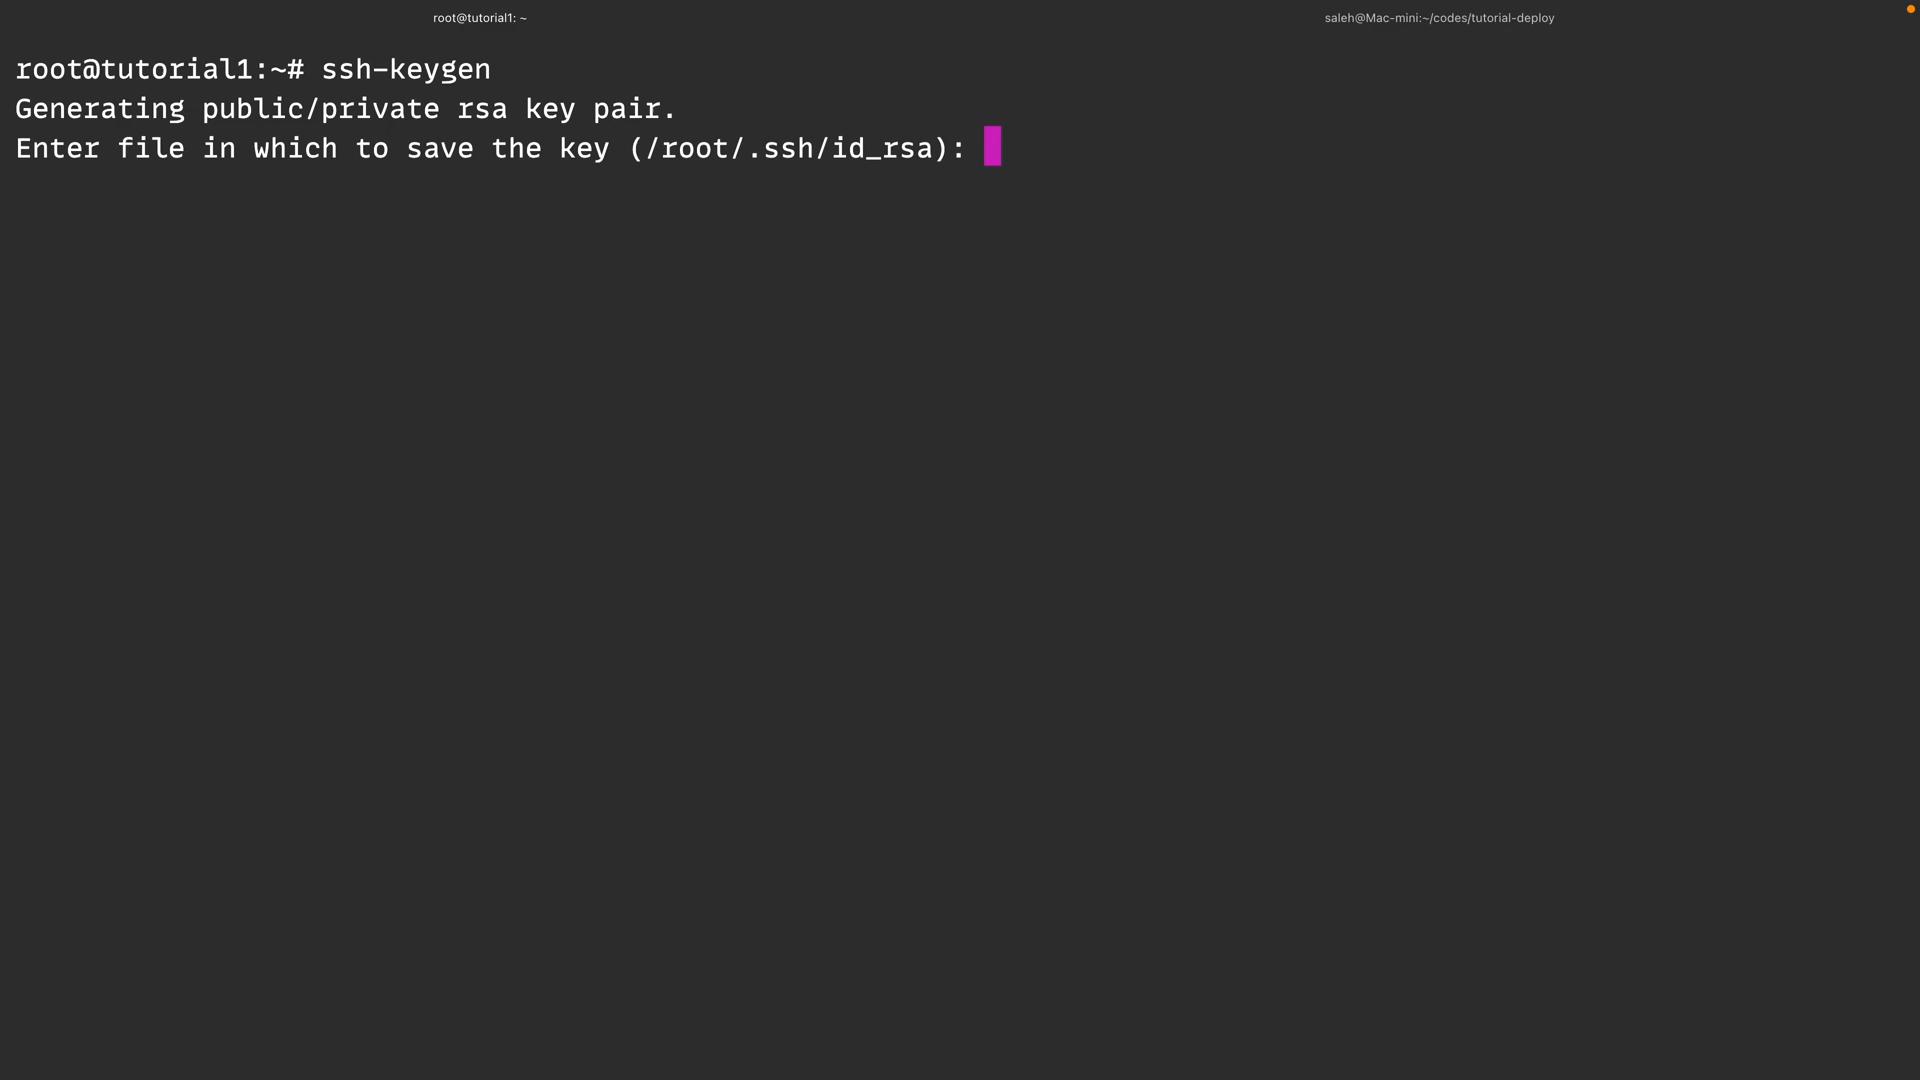 root@tutorial1: ~
saleh@Mac-mini:~/codes/tutorial-deploy
root@tutorial1:~# ssh-keygen
Generating public/private rsa key pair.
Enter file in which to save the key (/root/.ssh/id_rsa):